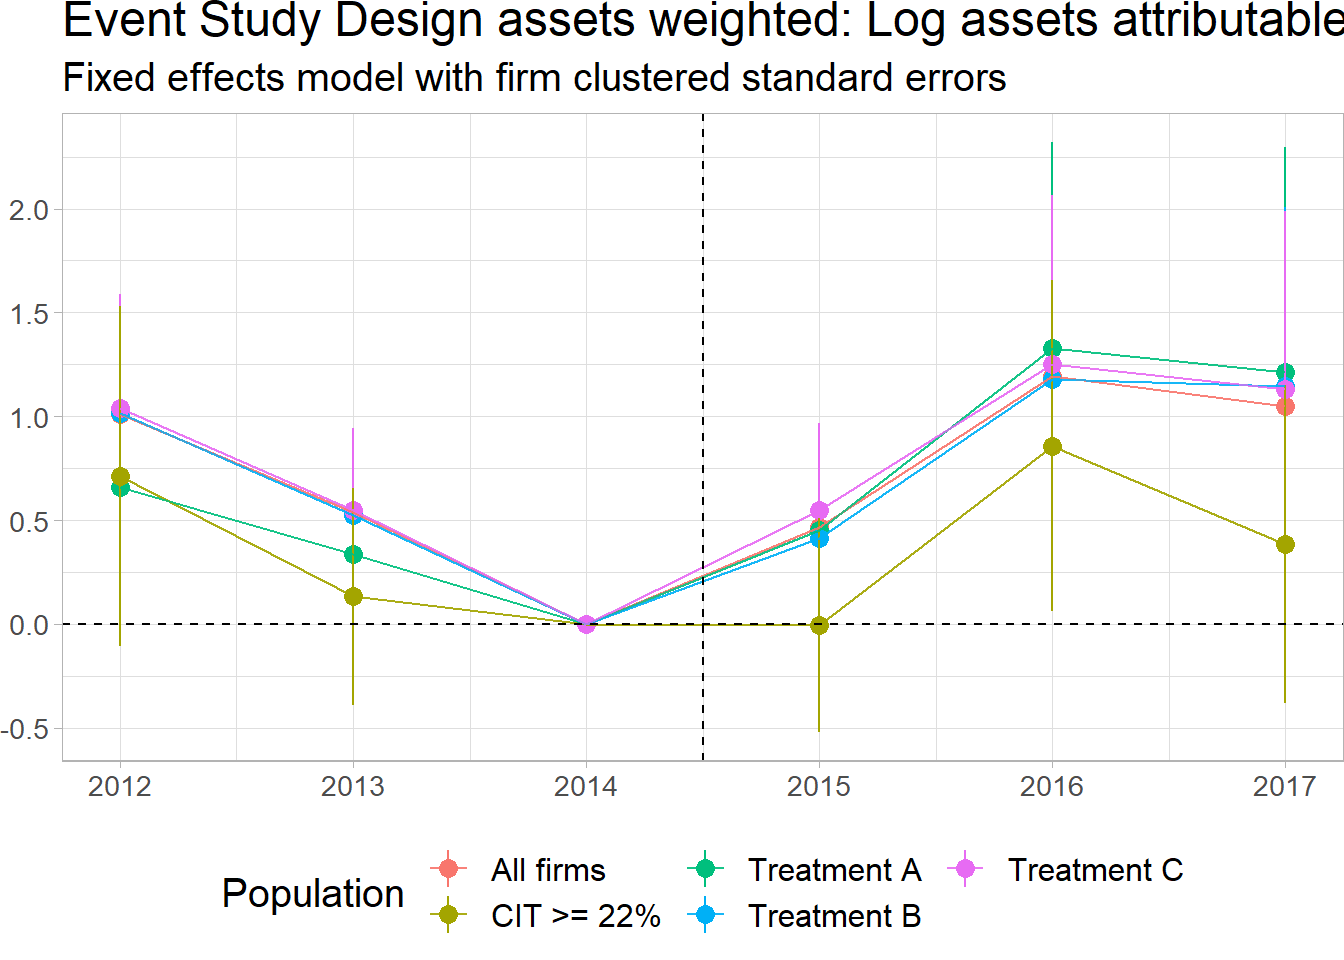 Event Study Design assets weighted: Log assets attributable
Fixed effects model with firm clustered standard errors
2.0
1.5
1.0
0.5
0.0
-0.5
2012 2013 2014 2015 2016 2017
Population
All firms Treatment A Treatment C
CIT >= 22% Treatment B